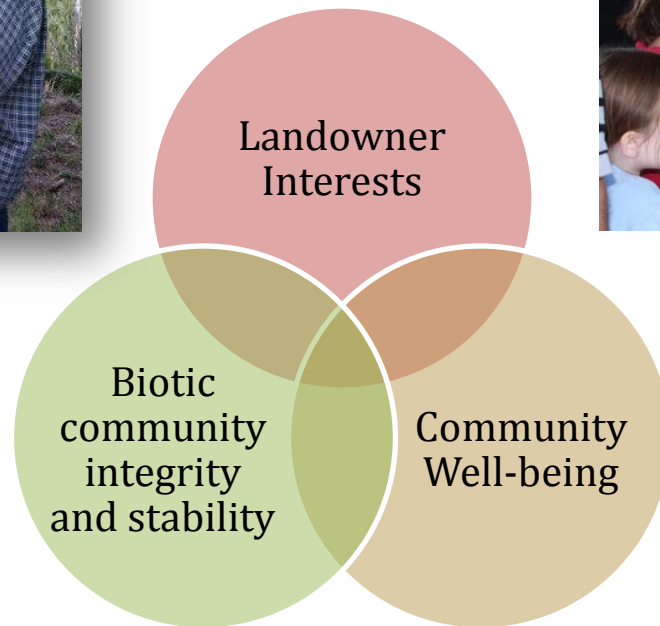 Landowner
Interests
Biotic
community
integrity
and stability
Community
Well-being